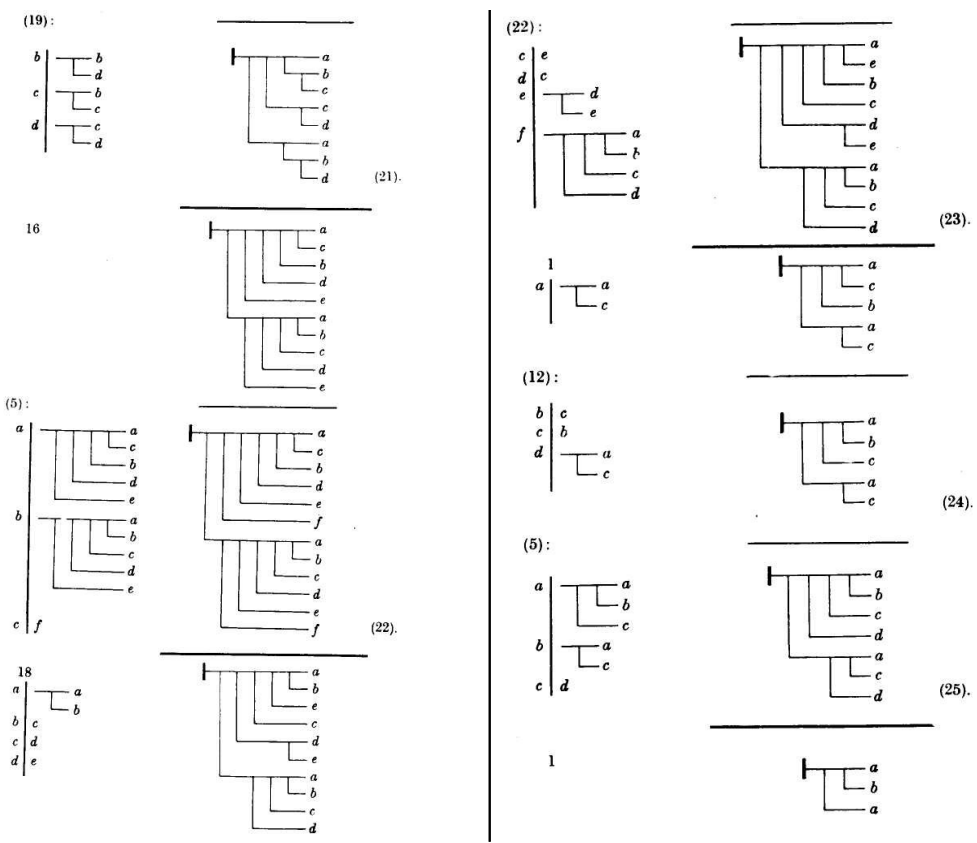 (19):
b b a
d b
c b c
c c
d c d
d a
b
d (21).
16 a
c
b
d
e
a
b
c
d
e
(5):
a a a
c c
b b
d d
e e
b a f
b a
c b
d c
e d
e
c f f (22).
18 a
a a b
b e
b c c
c d d
d e e
a
b
c
d
(22):
c e a
e
d c b
e d c
e d
f a e
b a
c b
d c
d (23).
1 a
a a c
c b
a
c
(12):
b c a
c b b
d a c
c a
c (24).
(5):
a a a
b b
c c
d
b a a
c c
c d d (25).
1 a
b
a